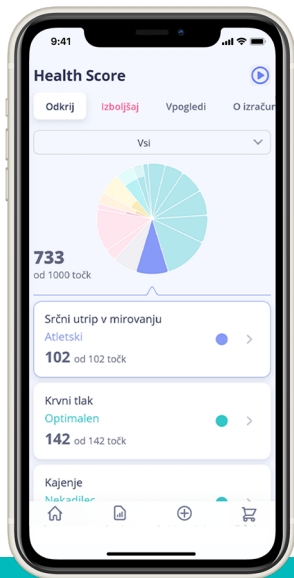 9:41
Health Score
Odkrij Izboljšaj Vpogledi O izračun
Vsi
733
od 1000 točk
Srčni utrip v mirovanju
Atletski
102 od 102 točk
Krvni tlak
Optimalen
142 od 142 točk
Kajenje
Nekadilec